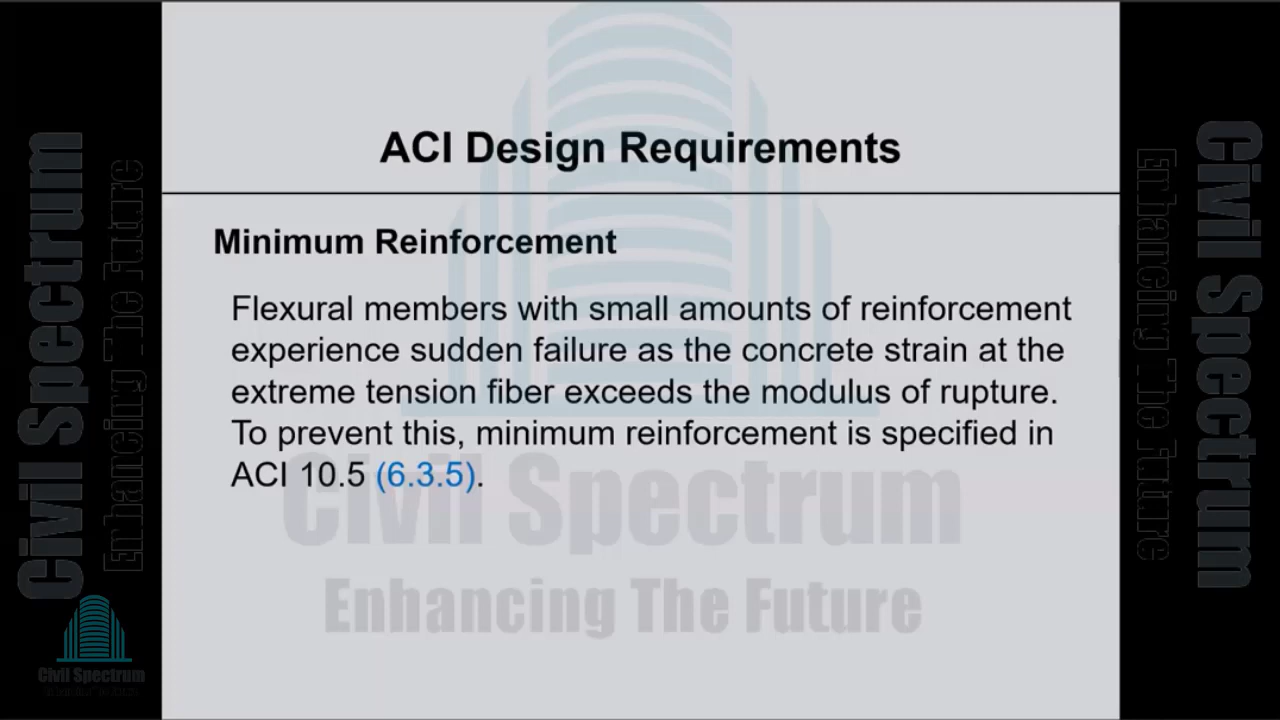 ACI Design Requirements
Minimum Reinforcement
Flexural members with small amounts of reinforcement
experience sudden failure as the concrete strain at the
extreme tension fiber exceeds the modulus of rupture.
To prevent this, minimum reinforcement is specified in
ACI 10.5 (6.3.5).
Civil Spectrum
Enhancing The Future
Civil Spectrum
Enhancing The Future
Civil Spectrum
Enhancing The Future
Civil Spectrum